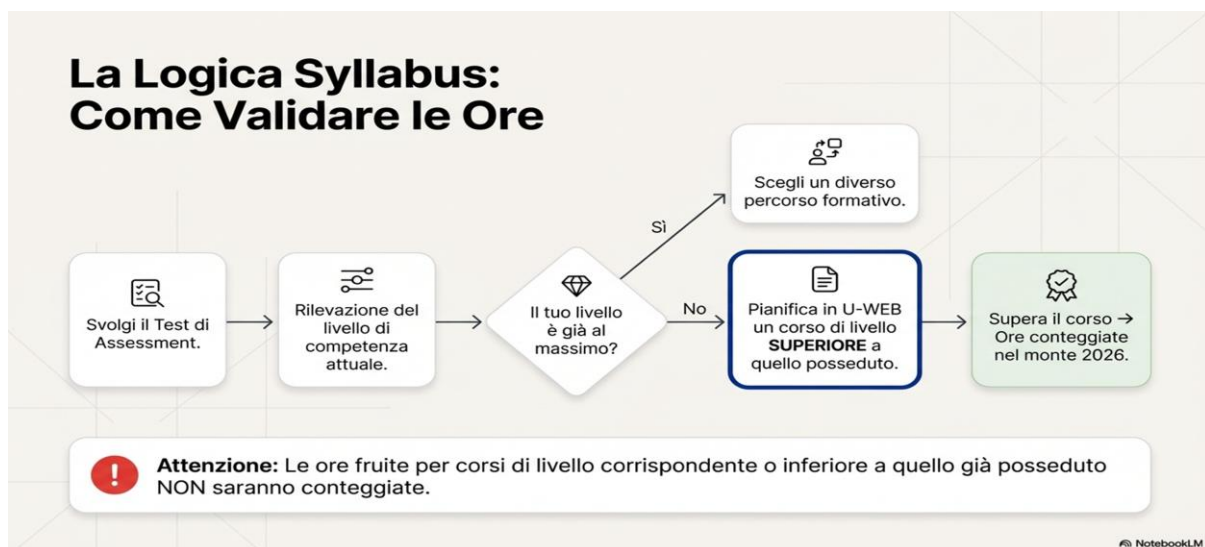 La Logica Syllabus:
Come Validare le Ore
Svolgi il Test di
Assessment.
Rilevazione del
livello di
competenza
attuale.
Il tuo livello
è già al
massimo?
Sì
Scegli un diverso
percorso formativo.
No
Pianifica in U-WEB
un corso di livello
SUPERIORE a
quello posseduto.
Supera il corso →
Ore conteggiate
nel monte 2026.
Attenzione: Le ore fruite per corsi di livello corrispondente o inferiore a quello già posseduto
NON saranno conteggiate.
NotebookLM